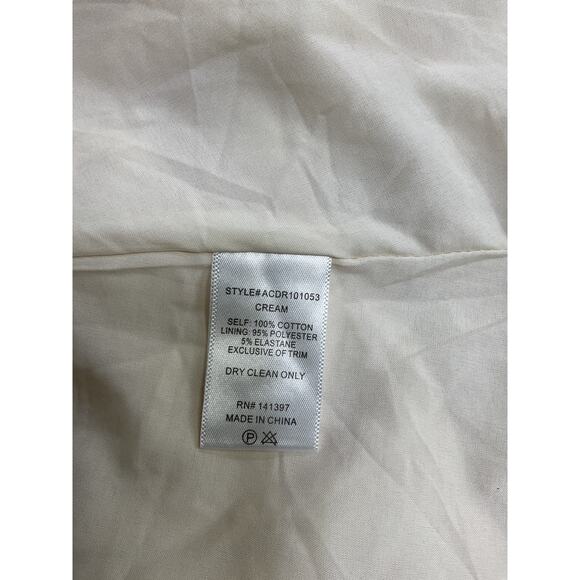 STYLE# ACDR101053
CREAM
SELF: 100% COTTON
LINING: 95% POLYESTER
5% ELASTANE
EXCLUSIVE OF TRIM
DRY CLEAN ONLY
RN# 141397
MADE IN CHINA
P